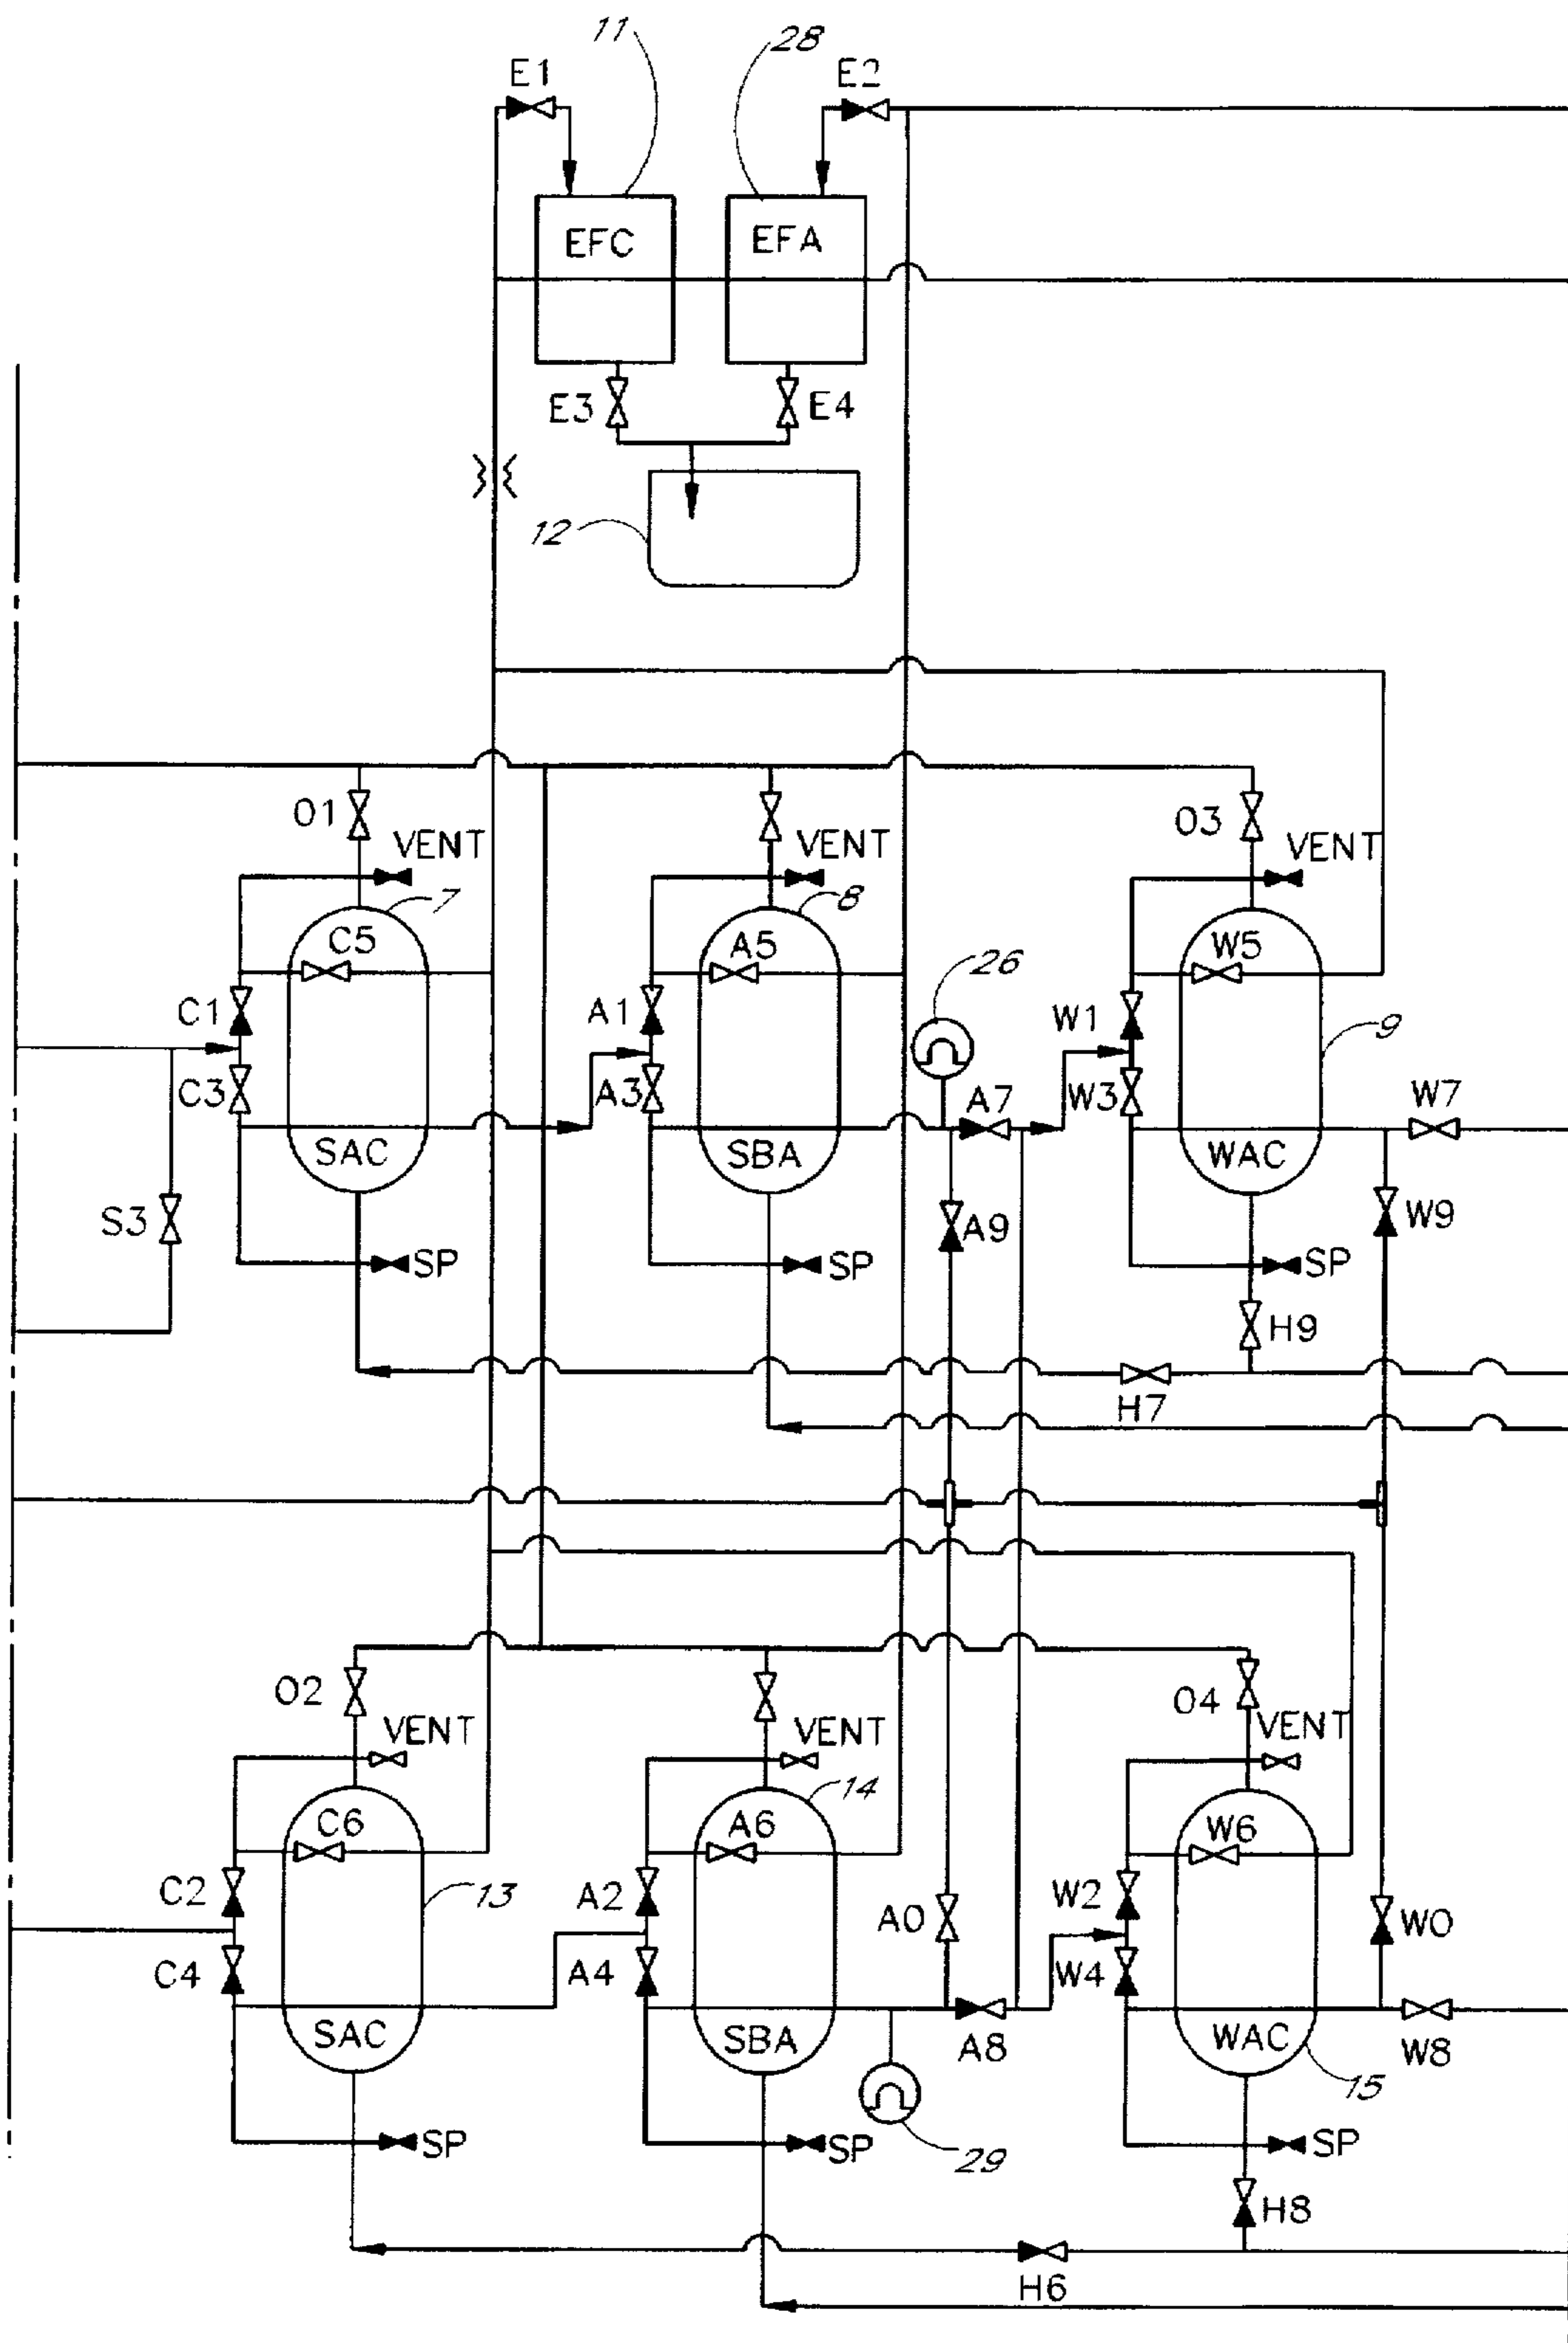 11
28
E1
E2
EFC
EFA
E3
E4
12
O1
VENT
VENT
O3
VENT
7
8
C5
A5
W5
26
C1
A1
W1
9
C3
A3
A7
W3
W7
SAC
SBA
WAC
S3
A9
W9
SP
SP
SP
H9
H7
O2
VENT
VENT
O4
VENT
14
C6
A6
W6
C2
13
A2
A0
W2
W0
C4
A4
W4
SAC
SBA
A8
WAC
W8
15
SP
SP
29
SP
H8
H6